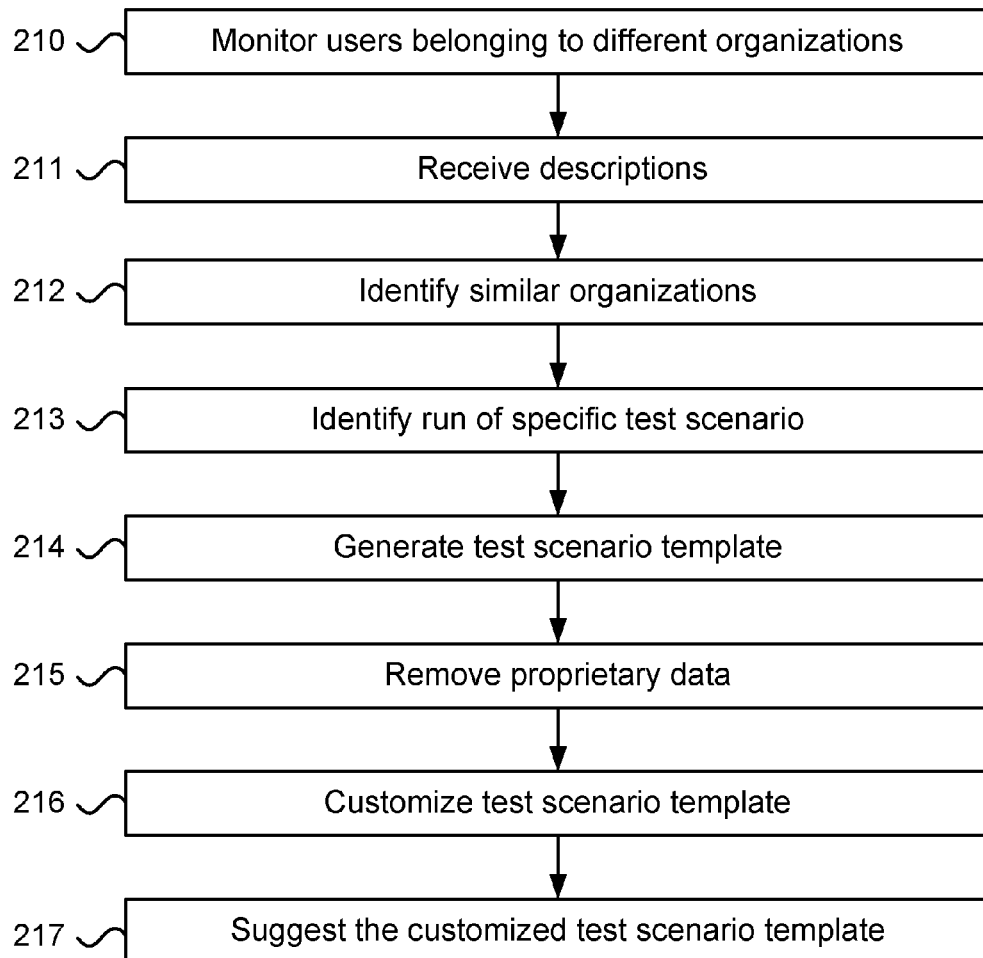 210 Monitor users belonging to different organizations
211 Receive descriptions
212 Identify similar organizations
213 Identify run of specific test scenario
214 Generate test scenario template
215 Remove proprietary data
216 Customize test scenario template
217 Suggest the customized test scenario template